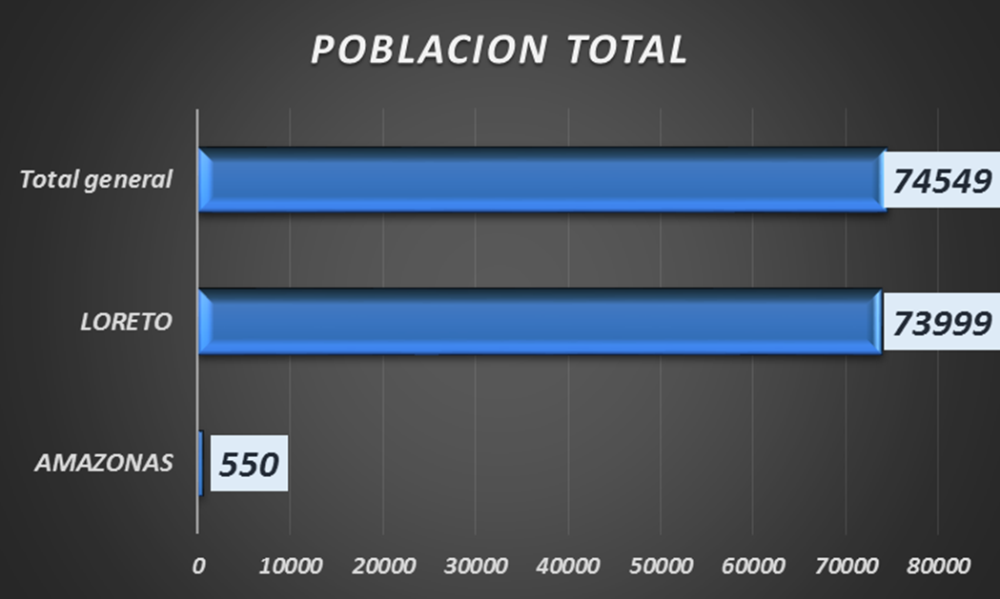 POBLACION TOTAL
Total general
74549
LORETO
73999
AMAZONAS
550
0 10000 20000 30000 40000 50000 60000 70000 80000